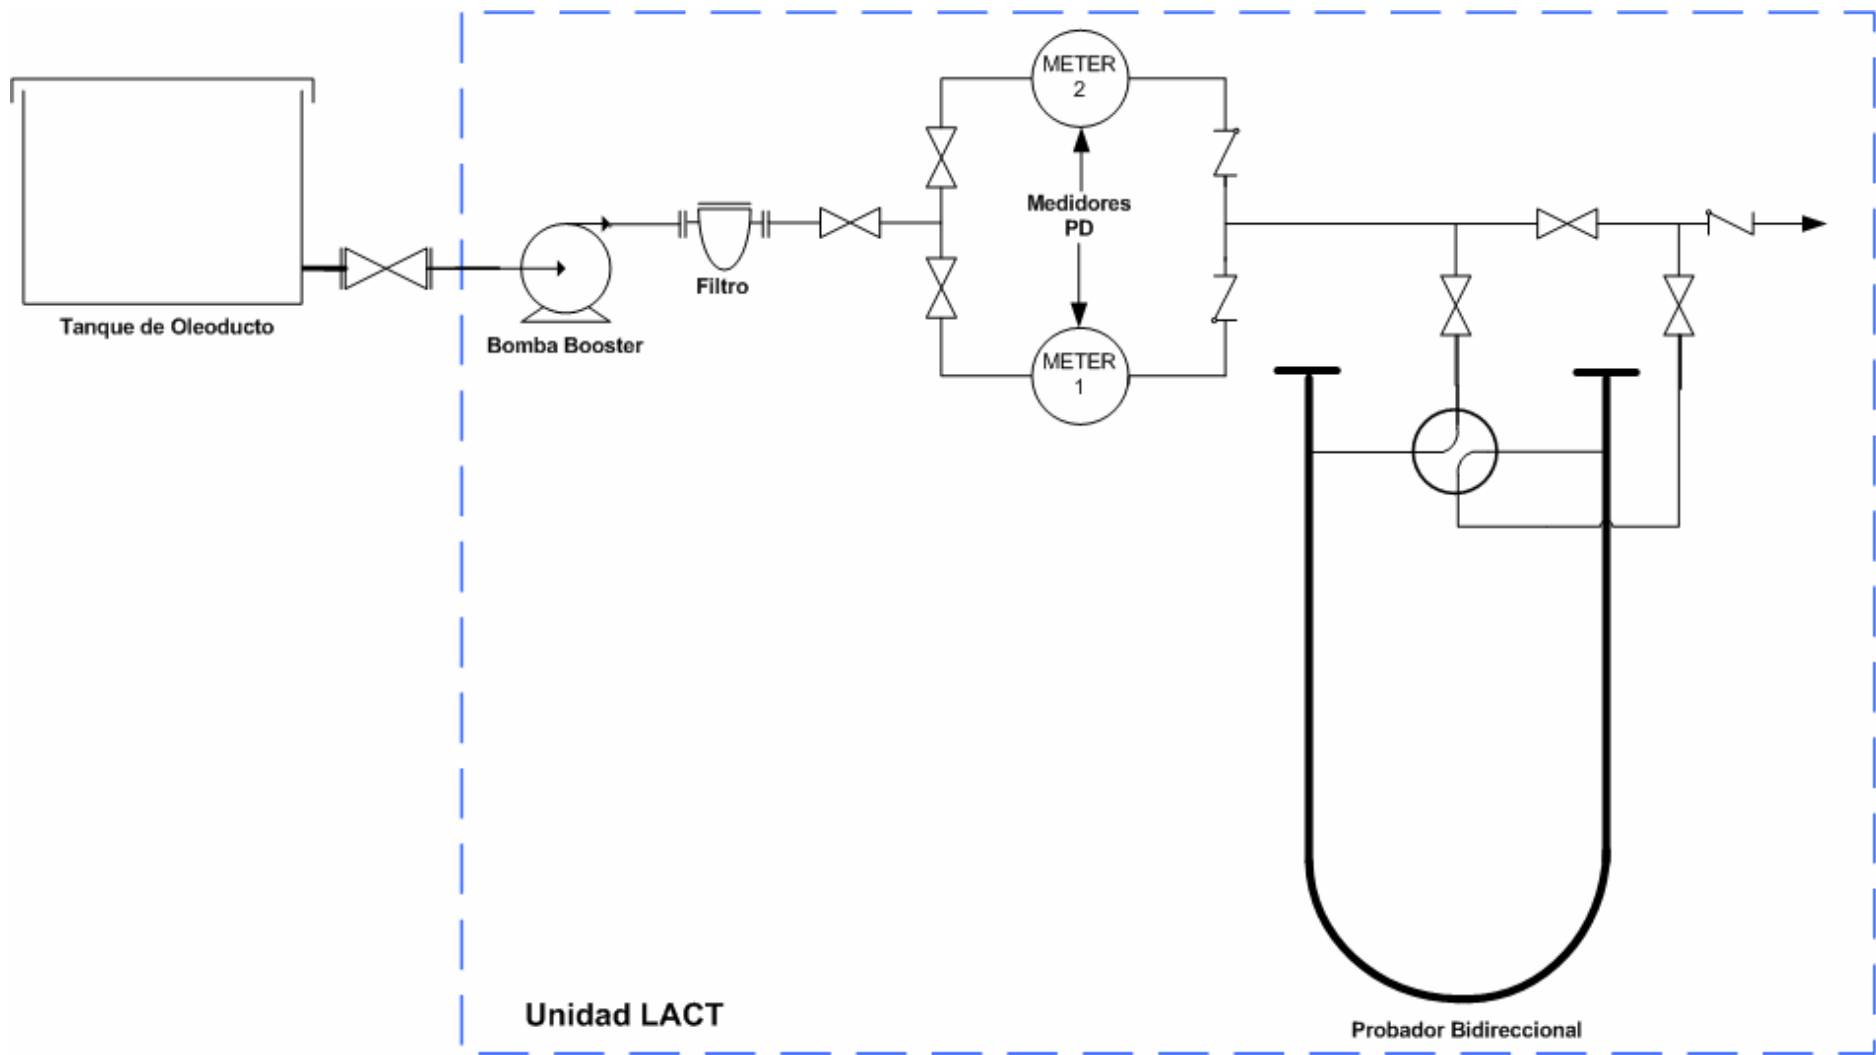 METER
2
Medidores
PD
Filtro
Tanque de Oleoducto
Bomba Booster
METER
1
Unidad LACT
Probador Bidireccional